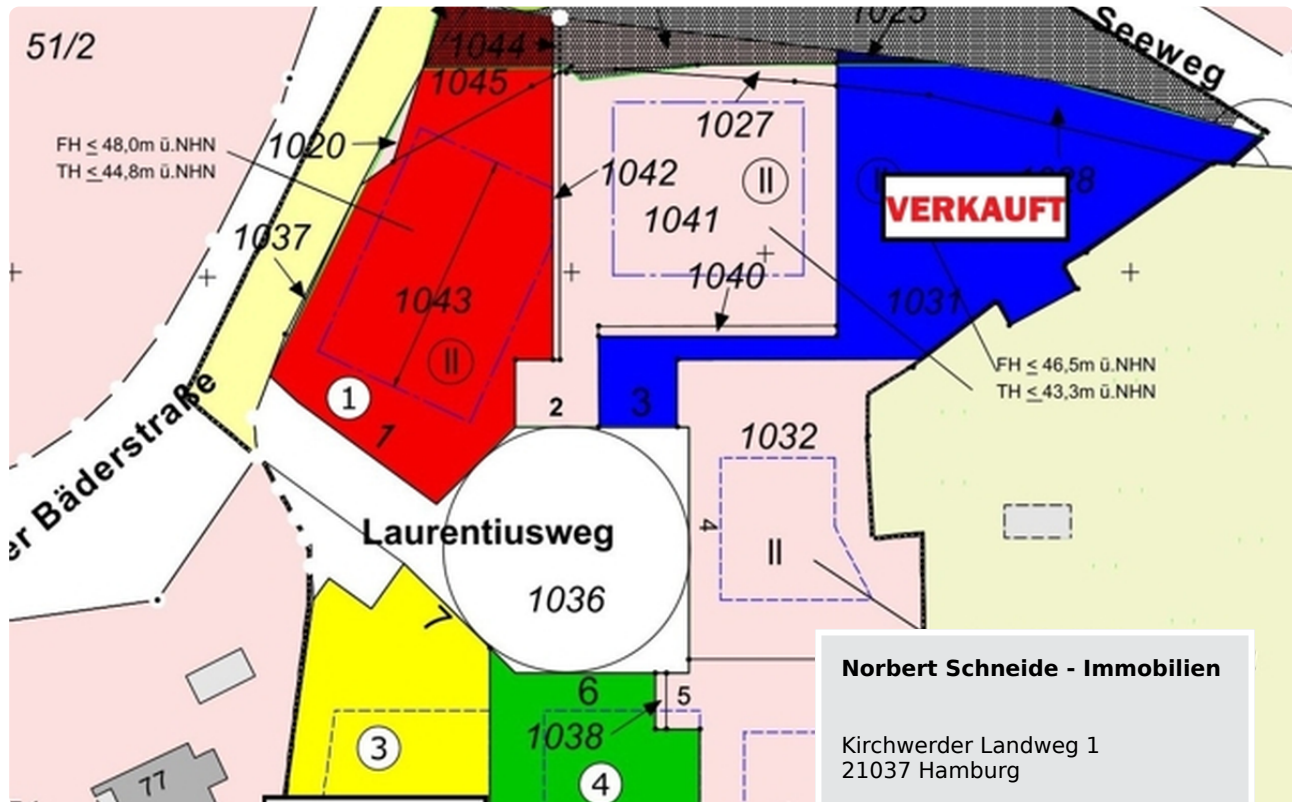 51/2
1044
1045
1025
Seeweg
FH ≤ 48,0m ü.NHN
TH ≤ 44,8m ü.NHN
1020
1027
1042
II
1041
VERKAUFT
1037
1040
1043
1031
II
FH ≤ 46,5m ü.NHN
TH ≤ 43,3m ü.NHN
1
1
2
3
1032
er Bäderstraße
4
II
Laurentiusweg
1036
7
6
5
1038
3
4
77
Norbert Schneide - Immobilien
Kirchwerder Landweg 1
21037 Hamburg